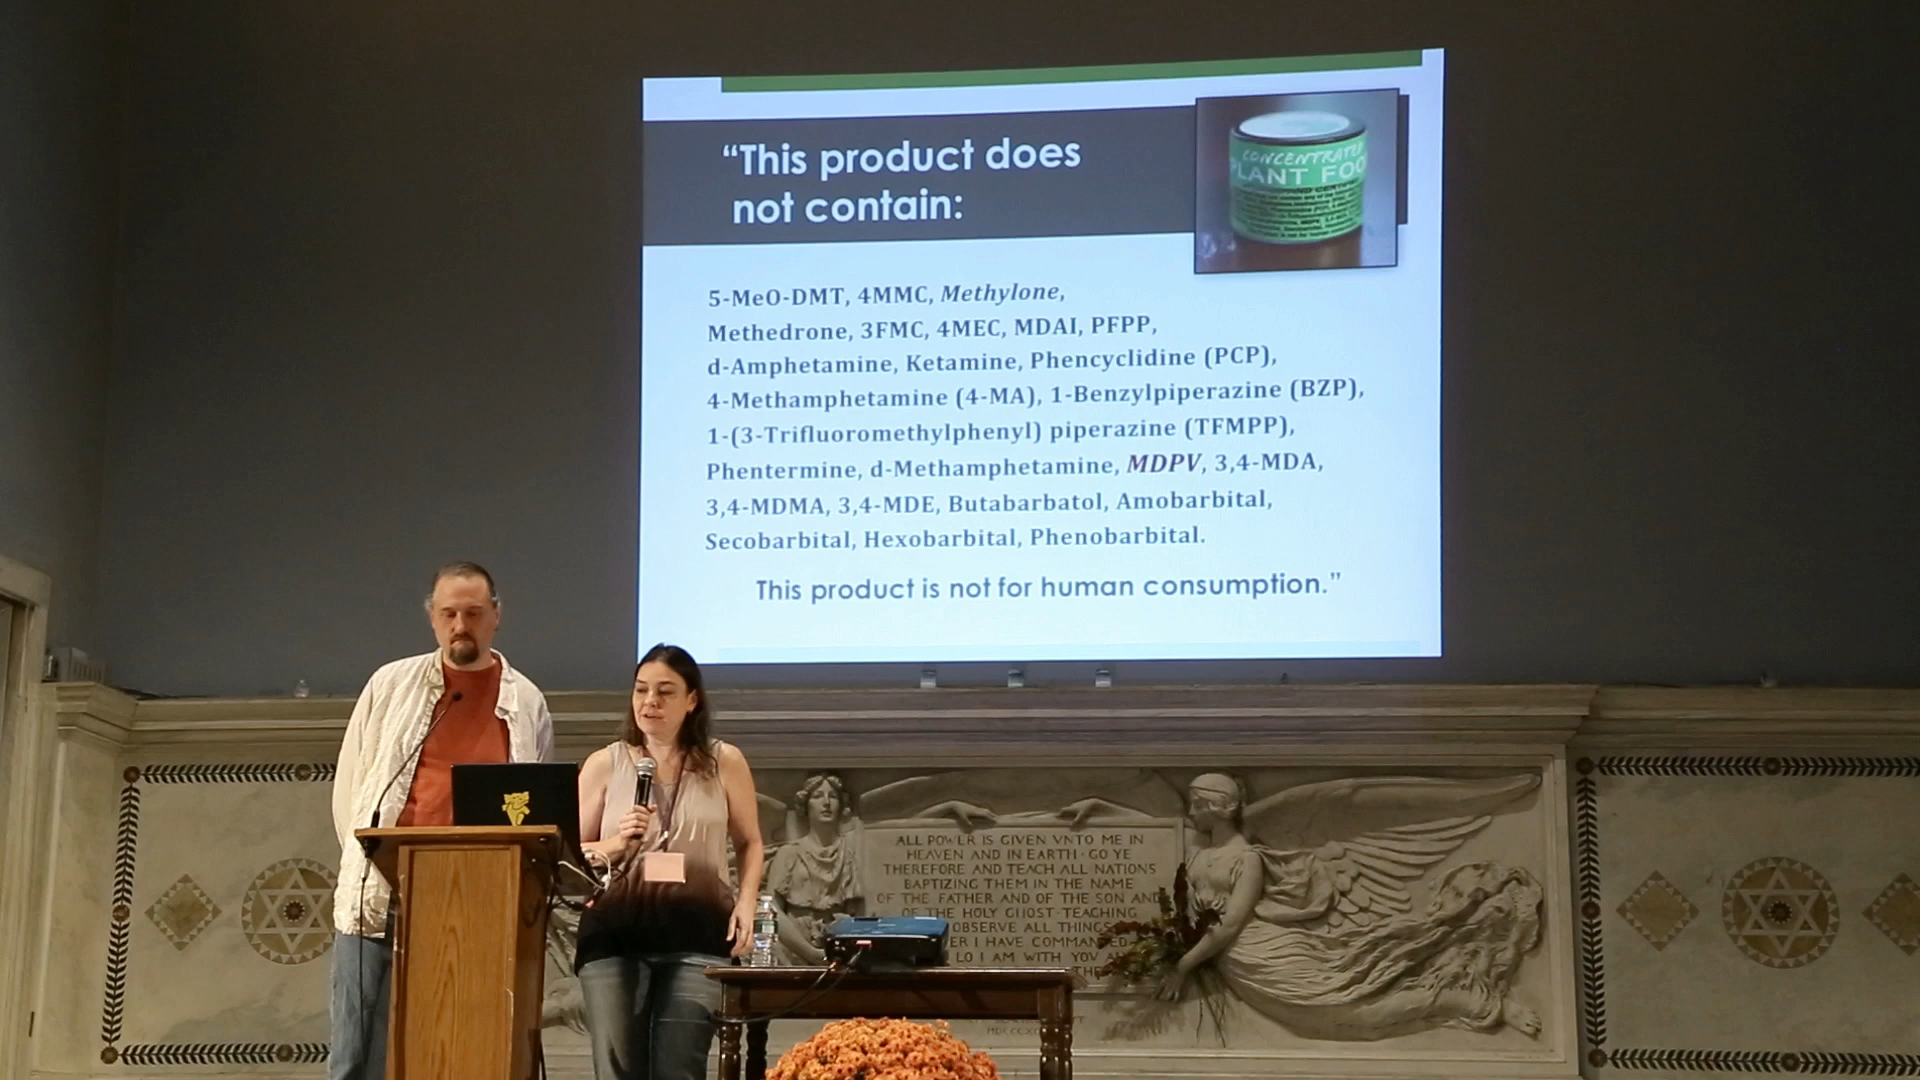 “This product does
not contain:
CONCENTRATED
PLANT FOO
5-MeO-DMT, 4MMC, Methylone,
Methedrone, 3FMC, 4MEC, MDAI, PFPP,
d-Amphetamine, Ketamine, Phencyclidine (PCP),
4-Methamphetamine (4-MA), 1-Benzylpiperazine (BZP),
1-(3-Trifluoromethylphenyl) piperazine (TFMPP),
Phentermine, d-Methamphetamine, MDPV, 3,4-MDA,
3,4-MDMA, 3,4-MDE, Butabarbatol, Amobarbital,
Secobarbital, Hexobarbital, Phenobarbital.
This product is not for human consumption.”
ALL POWER IS GIVEN VNTO ME IN
HEAVEN AND IN EARTH · GO YE
THEREFORE AND TEACH ALL NATIONS
BAPTIZING THEM IN THE NAME
OF THE FATHER AND OF THE SON AND
OF THE HOLY GHOST · TEACHING
OBSERVE ALL THINGS
ER I HAVE COMMANDED
LO I AM WITH YOV
THE